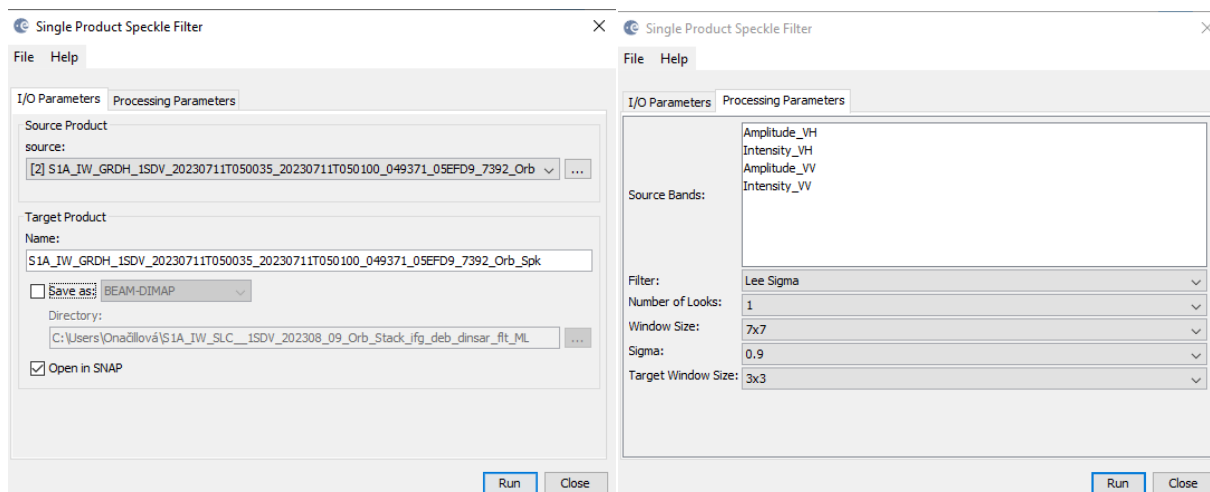 Single Product Speckle Filter
File Help
I/O Parameters Processing Parameters
Source Product
source:
[2] S1A_IW_GRDH_1SDV_20230711T050035_20230711T050100_049371_05EFD9_7392_Orb ...
Target Product
Name:
S1A_IW_GRDH_1SDV_20230711T050035_20230711T050100_049371_05EFD9_7392_Orb_Spk
Save as: BEAM-DIMAP
Directory:
C:\Users\Onačillová\S1A_IW_SLC__1SDV_202308_09_Orb_Stack_ifg_deb_dinsar_flt_ML ...
Open in SNAP
Run Close
Single Product Speckle Filter
File Help
I/O Parameters Processing Parameters
Source Bands:
Amplitude_VH
Intensity_VH
Amplitude_VV
Intensity_VV
Filter: Lee Sigma
Number of Looks: 1
Window Size: 7x7
Sigma: 0.9
Target Window Size: 3x3
Run Close